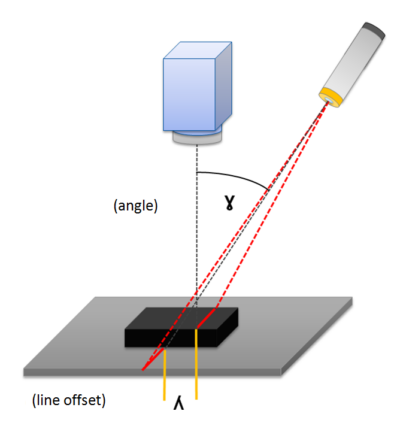 ɣ
(angle)
(line offset)
ʎ